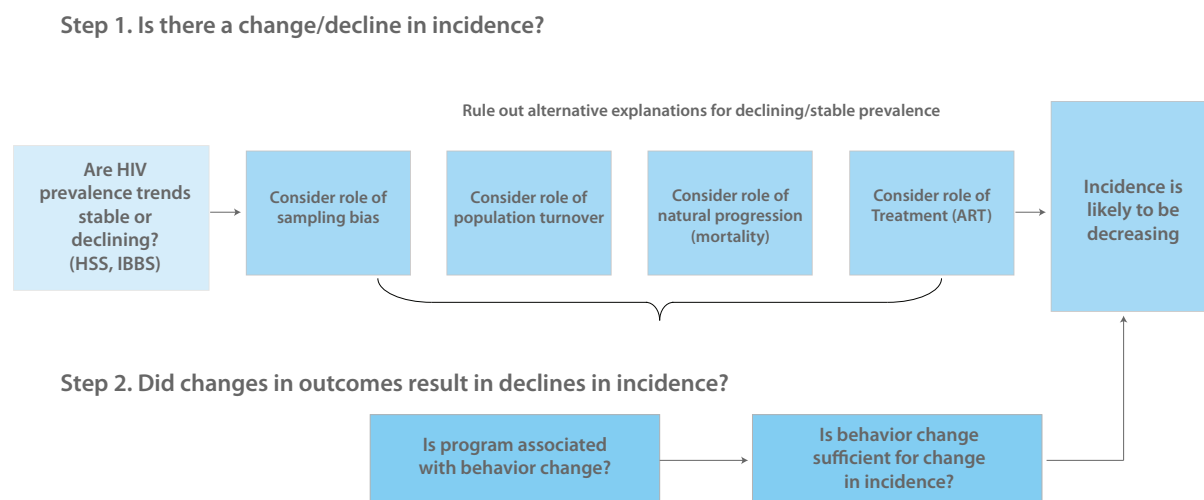 Step 1. Is there a change/decline in incidence?
Rule out alternative explanations for declining/stable prevalence
Are HIV
prevalence trends
stable or
declining?
(HSS, IBBS)
Consider role of
sampling bias
Consider role of
population turnover
Consider role of
natural progression
(mortality)
Consider role of
Treatment (ART)
Incidence is
likely to be
decreasing
Step 2. Did changes in outcomes result in declines in incidence?
Is program associated
with behavior change?
Is behavior change
sufficient for change
in incidence?